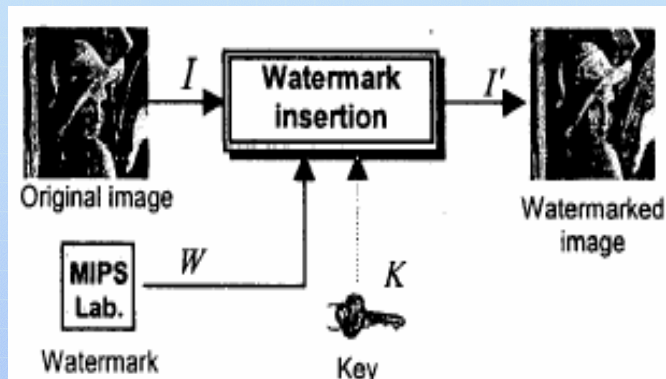 I
Watermark
insertion
I'
Original image
Watermarked
image
MIPS
Lab.
W
K
Watermark
Key